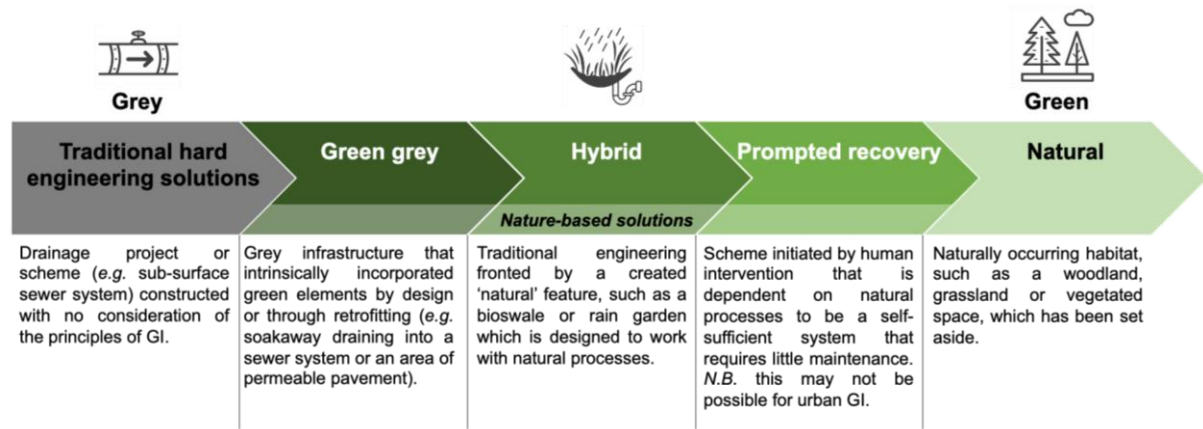 Grey
Green
Traditional hard
engineering solutions
Green grey
Hybrid
Prompted recovery
Natural
Nature-based solutions
Drainage project or
scheme (e.g. sub-surface
sewer system) constructed
with no consideration of
the principles of GI.
Grey infrastructure that
intrinsically incorporated
green elements by design
or through retrofitting (e.g.
soakaway draining into a
sewer system or an area of
permeable pavement).
Traditional engineering
fronted by a created
‘natural’ feature, such as a
bioswale or rain garden
which is designed to work
with natural processes.
Scheme initiated by human
intervention that is
dependent on natural
processes to be a self-
sufficient system that
requires little maintenance.
N.B. this may not be
possible for urban GI.
Naturally occurring habitat,
such as a woodland,
grassland or vegetated
space, which has been set
aside.